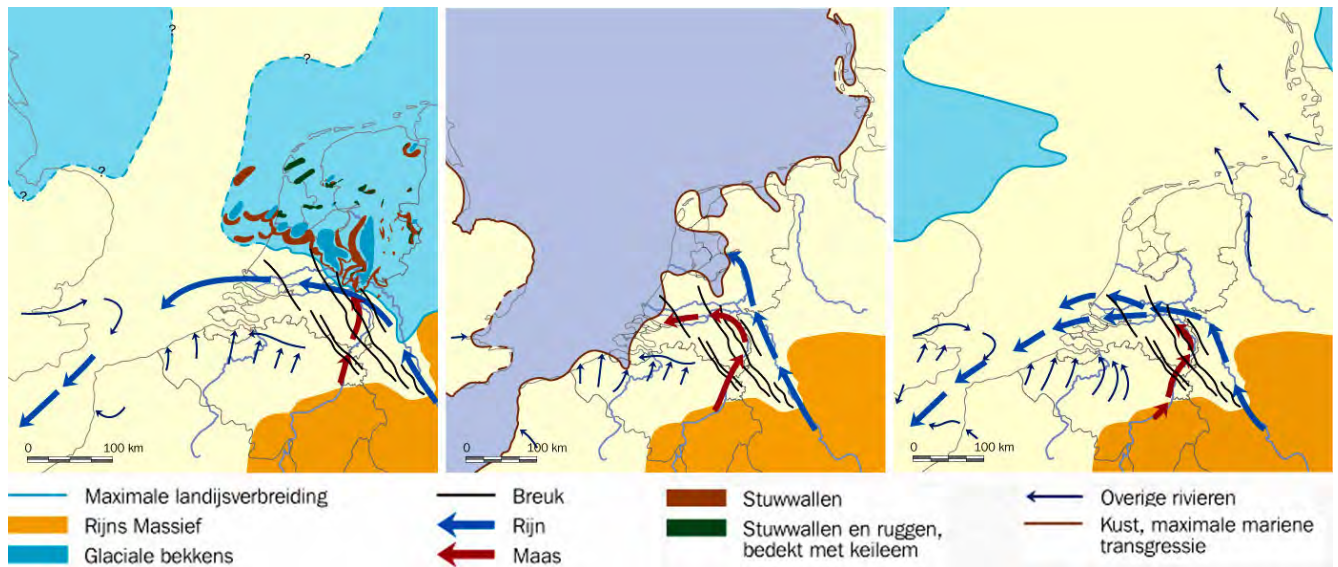 ?
?
?
?
0 100 km
0 100 km
0 100 km
Maximale landijsverbreiding
Rijns Massief
Glaciale bekkens
Breuk
Rijn
Maas
Stuwwallen
Stuwwallen en ruggen,
bedekt met keileem
Overige rivieren
Kust, maximale mariene
transgressie